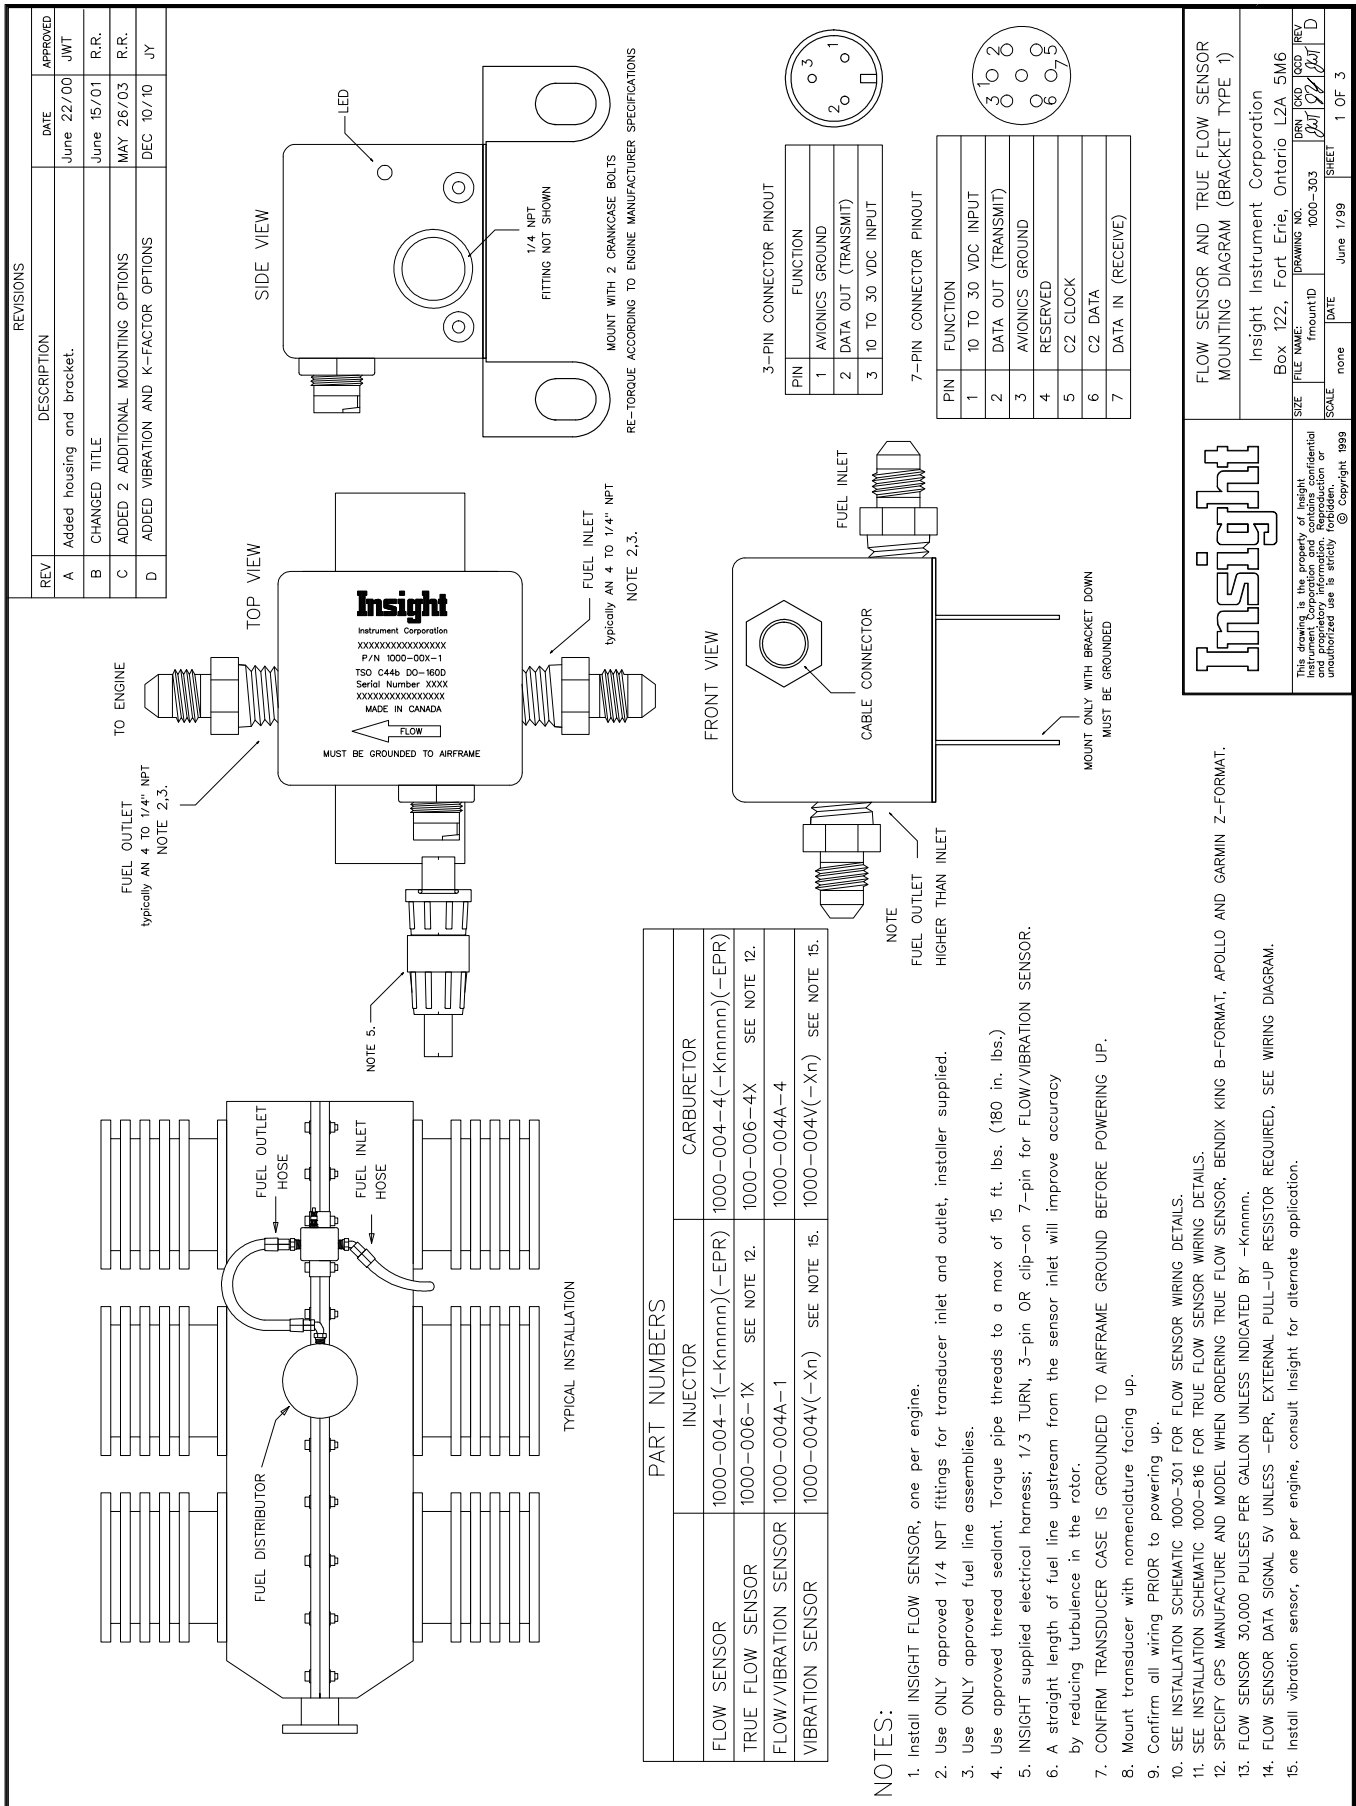 REVISIONS
REV DESCRIPTION DATE APPROVED
A Added housing and bracket. June 22/00 JWT
B CHANGED TITLE June 15/01 R.R.
C ADDED 2 ADDITIONAL MOUNTING OPTIONS MAY 26/03 R.R.
D ADDED VIBRATION AND K-FACTOR OPTIONS DEC 10/10 JY
FUEL DISTRIBUTOR
FUEL OUTLET
HOSE
FUEL INLET
HOSE
TYPICAL INSTALLATION
TOP VIEW
TO ENGINE
FUEL OUTLET
typically AN 4 TO 1/4" NPT
NOTE 2,3.
NOTE 5.
Insight
Instrument Corporation
XXXXXXXXXXXXXXXX
P/N 1000-00X-1
TSO C44b DO-160D
Serial Number XXXX
XXXXXXXXXXXXXXXX
MADE IN CANADA
FLOW
MUST BE GROUNDED TO AIRFRAME
FUEL INLET
typically AN 4 TO 1/4" NPT
NOTE 2,3.
SIDE VIEW
LED
1/4 NPT
FITTING NOT SHOWN
MOUNT WITH 2 CRANKCASE BOLTS
RE-TORQUE ACCORDING TO ENGINE MANUFACTURER SPECIFICATIONS
FRONT VIEW
FUEL INLET
CABLE CONNECTOR
NOTE
FUEL OUTLET
HIGHER THAN INLET
MOUNT ONLY WITH BRACKET DOWN
MUST BE GROUNDED
3-PIN CONNECTOR PINOUT
PIN FUNCTION
1 AVIONICS GROUND
2 DATA OUT (TRANSMIT)
3 10 TO 30 VDC INPUT
2
3
1
7-PIN CONNECTOR PINOUT
PIN FUNCTION
1 10 TO 30 VDC INPUT
2 DATA OUT (TRANSMIT)
3 AVIONICS GROUND
4 RESERVED
5 C2 CLOCK
6 C2 DATA
7 DATA IN (RECEIVE)
3
1
2
6
7
5
PART NUMBERS
INJECTOR CARBURETOR
FLOW SENSOR 1000-004-1(-Knnnnn)(-EPR) 1000-004-4(-Knnnnn)(-EPR)
TRUE FLOW SENSOR 1000-006-1X SEE NOTE 12. 1000-006-4X SEE NOTE 12.
FLOW/VIBRATION SENSOR 1000-004A-1 1000-004A-4
VIBRATION SENSOR 1000-004V(-Xn) SEE NOTE 15. 1000-004V(-Xn) SEE NOTE 15.
NOTES:
1. Install INSIGHT FLOW SENSOR, one per engine.
2. Use ONLY approved 1/4 NPT fittings for transducer inlet and outlet, installer supplied.
3. Use ONLY approved fuel line assemblies.
4. Use approved thread sealant. Torque pipe threads to a max of 15 ft. lbs. (180 in. lbs.)
5. INSIGHT supplied electrical harness; 1/3 TURN, 3-pin OR clip-on 7-pin for FLOW/VIBRATION SENSOR.
6. A straight length of fuel line upstream from the sensor inlet will improve accuracy
by reducing turbulence in the rotor.
7. CONFIRM TRANSDUCER CASE IS GROUNDED TO AIRFRAME GROUND BEFORE POWERING UP.
8. Mount transducer with nomenclature facing up.
9. Confirm all wiring PRIOR to powering up.
10. SEE INSTALLATION SCHEMATIC 1000-301 FOR FLOW SENSOR WIRING DETAILS.
11. SEE INSTALLATION SCHEMATIC 1000-816 FOR TRUE FLOW SENSOR WIRING DETAILS.
12. SPECIFY GPS MANUFACTURE AND MODEL WHEN ORDERING TRUE FLOW SENSOR, BENDIX KING B-FORMAT, APOLLO AND GARMIN Z-FORMAT.
13. FLOW SENSOR 30,000 PULSES PER GALLON UNLESS INDICATED BY -Knnnnn.
14. FLOW SENSOR DATA SIGNAL 5V UNLESS -EPR, EXTERNAL PULL-UP RESISTOR REQUIRED, SEE WIRING DIAGRAM.
15. Install vibration sensor, one per engine, consult Insight for alternate application.
Insight
This drawing is the property of Insight
Instrument Corporation and contains confidential
and proprietory information. Reproduction or
unauthorized use is strictly forbidden.
© Copyright 1999
FLOW SENSOR AND TRUE FLOW SENSOR
MOUNTING DIAGRAM (BRACKET TYPE 1)
Insight Instrument Corporation
Box 122, Fort Erie, Ontario L2A 5M6
SIZE FILE NAME: fmount1D DRAWING NO. 1000-303 DRN JWT CKD QCD JWT REV D
SCALE none DATE June 1/99 SHEET 1 OF 3